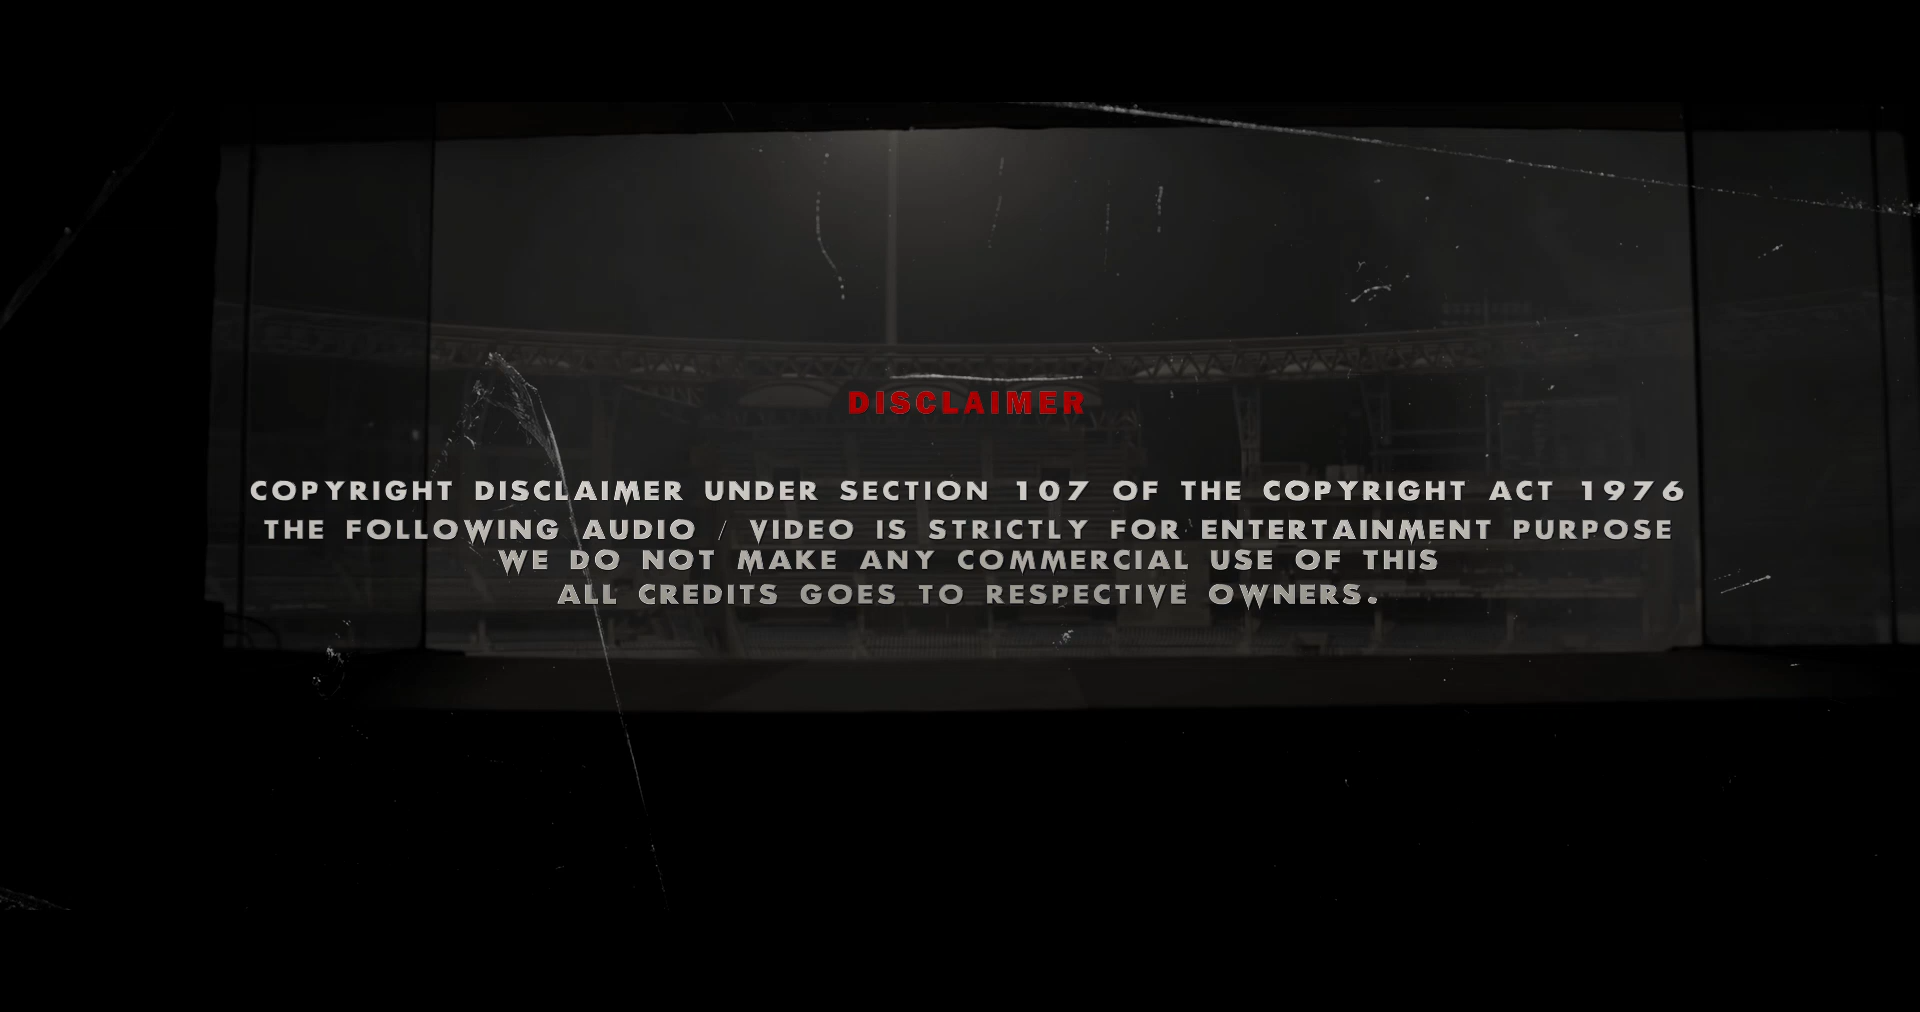 DISCLAIMER
COPYRIGHT DISCLAIMER UNDER SECTION 107 OF THE COPYRIGHT ACT 1976
THE FOLLOWING AUDIO / VIDEO IS STRICTLY FOR ENTERTAINMENT PURPOSE
WE DO NOT MAKE ANY COMMERCIAL USE OF THIS
ALL CREDITS GOES TO RESPECTIVE OWNERS.